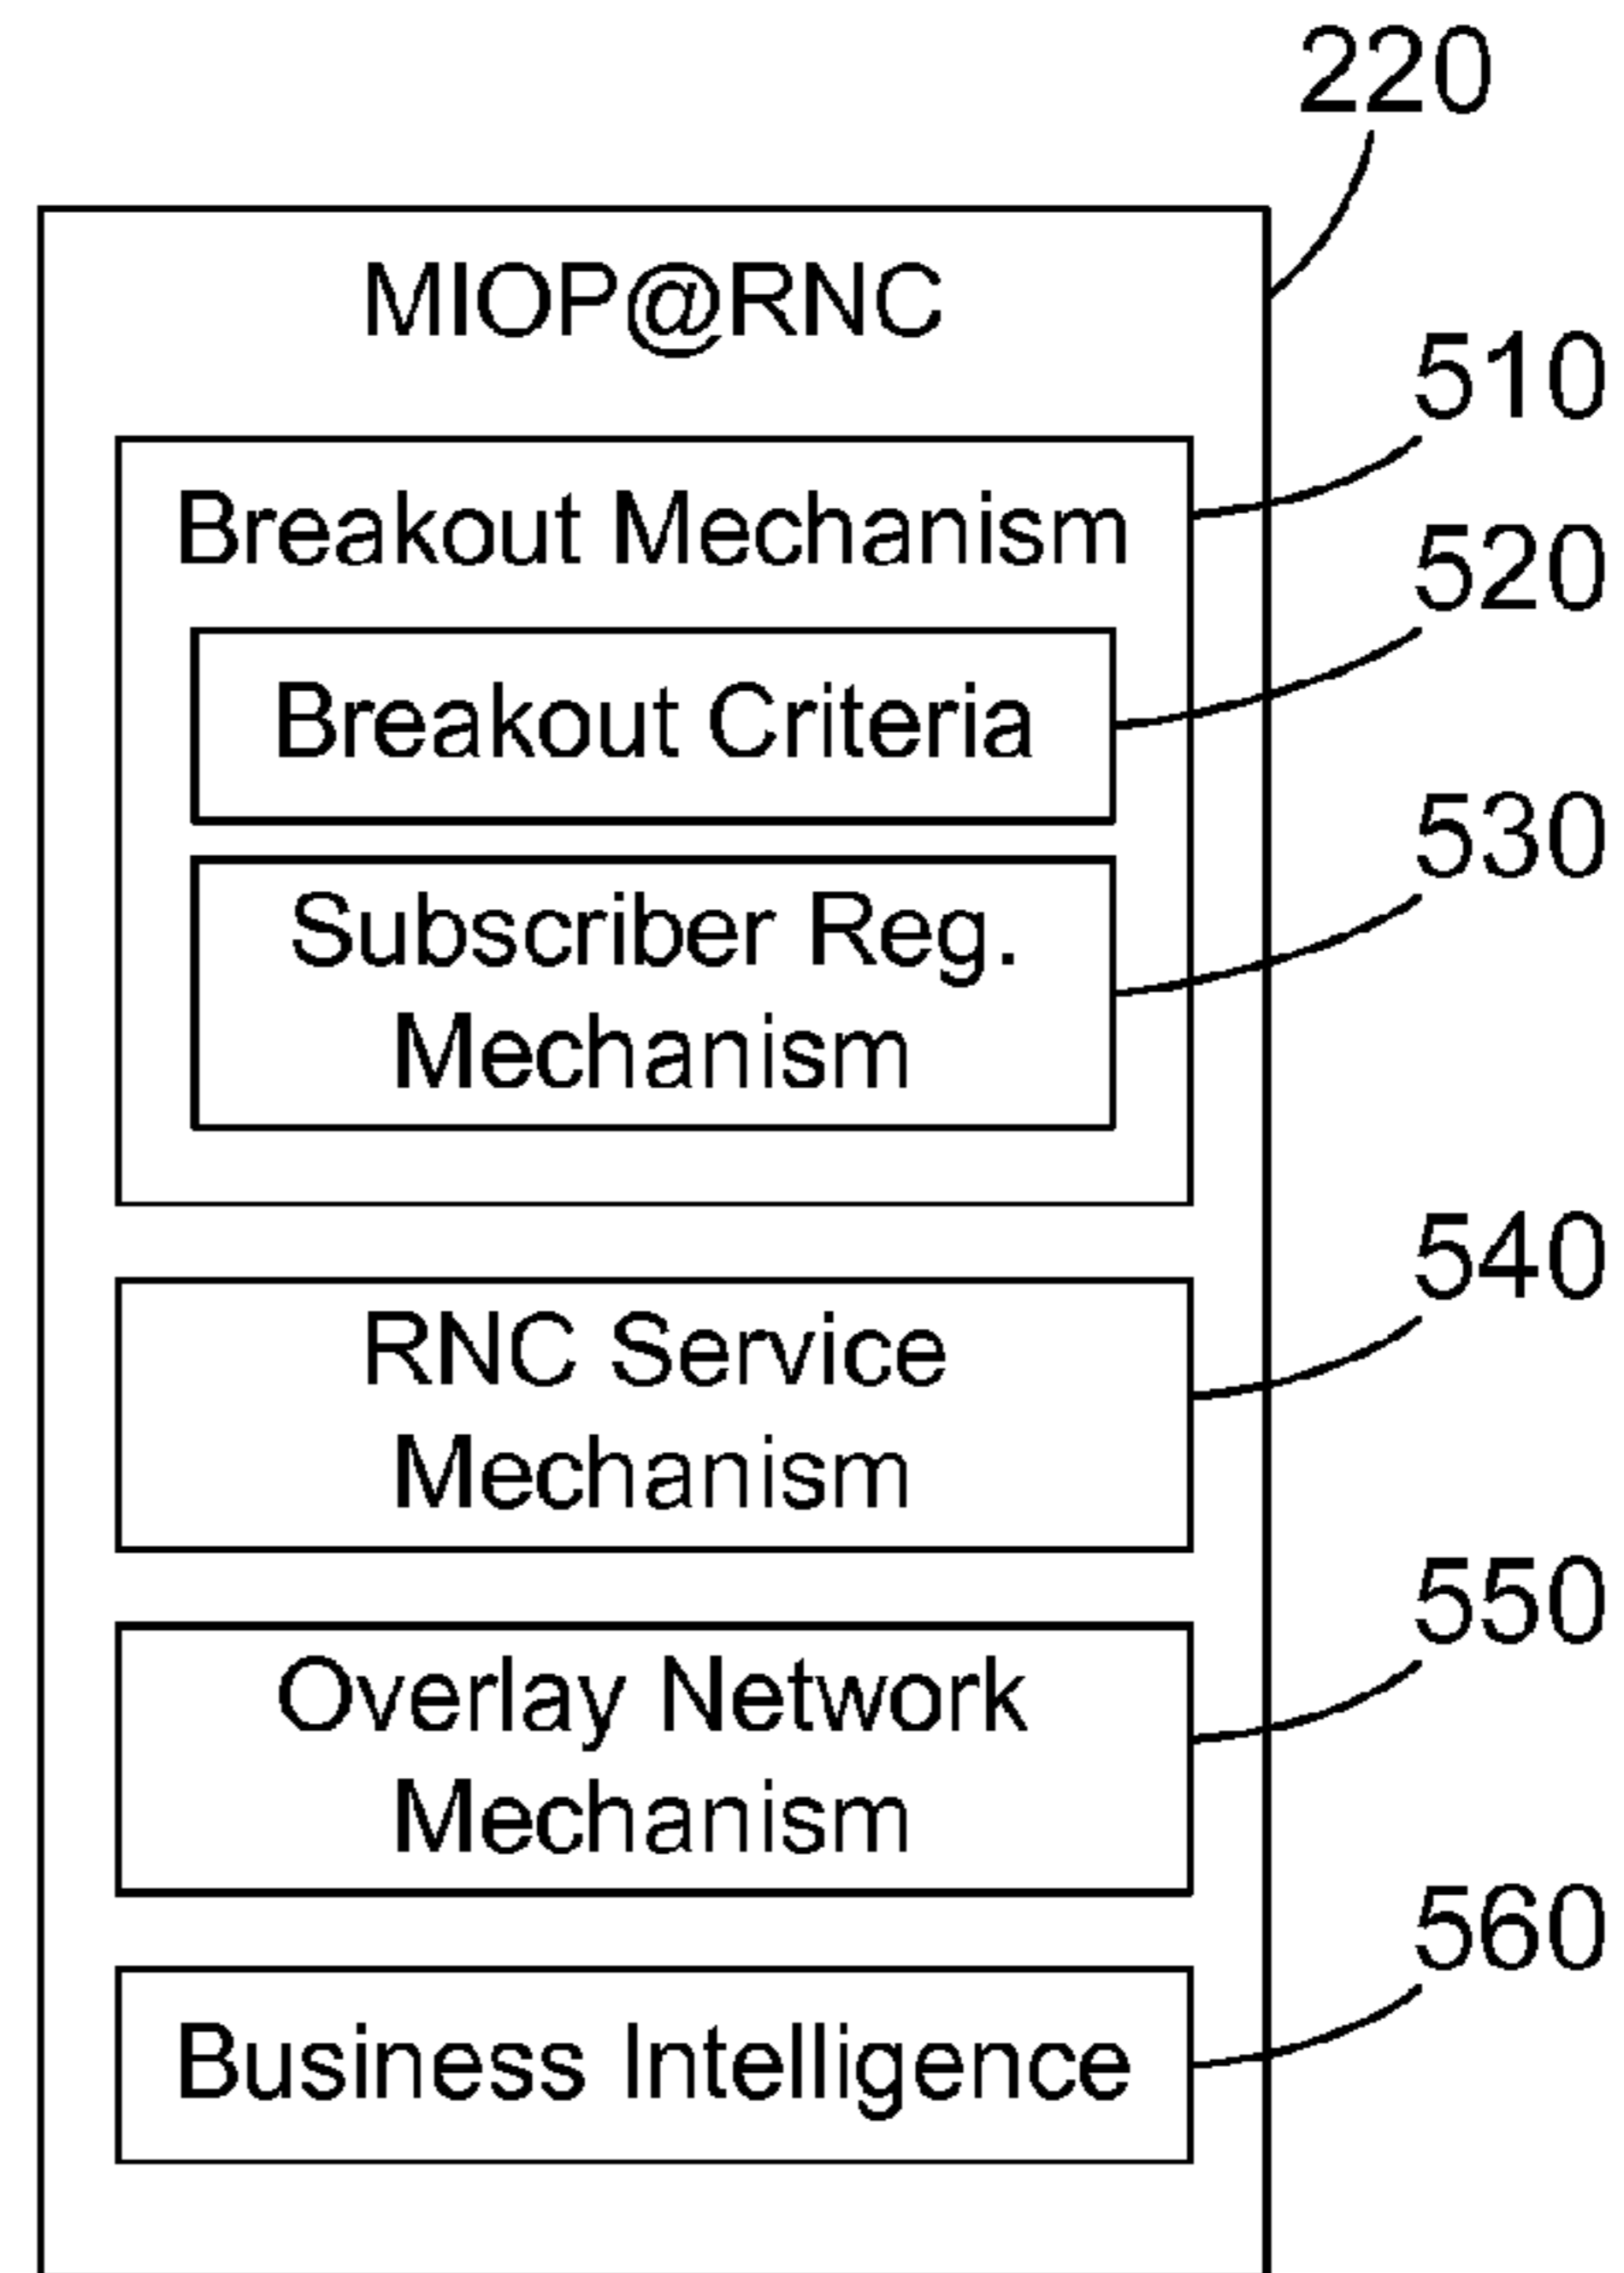 220
MIOP@RNC
510
Breakout Mechanism
520
Breakout Criteria
530
Subscriber Reg.
Mechanism
540
RNC Service
Mechanism
550
Overlay Network
Mechanism
560
Business Intelligence